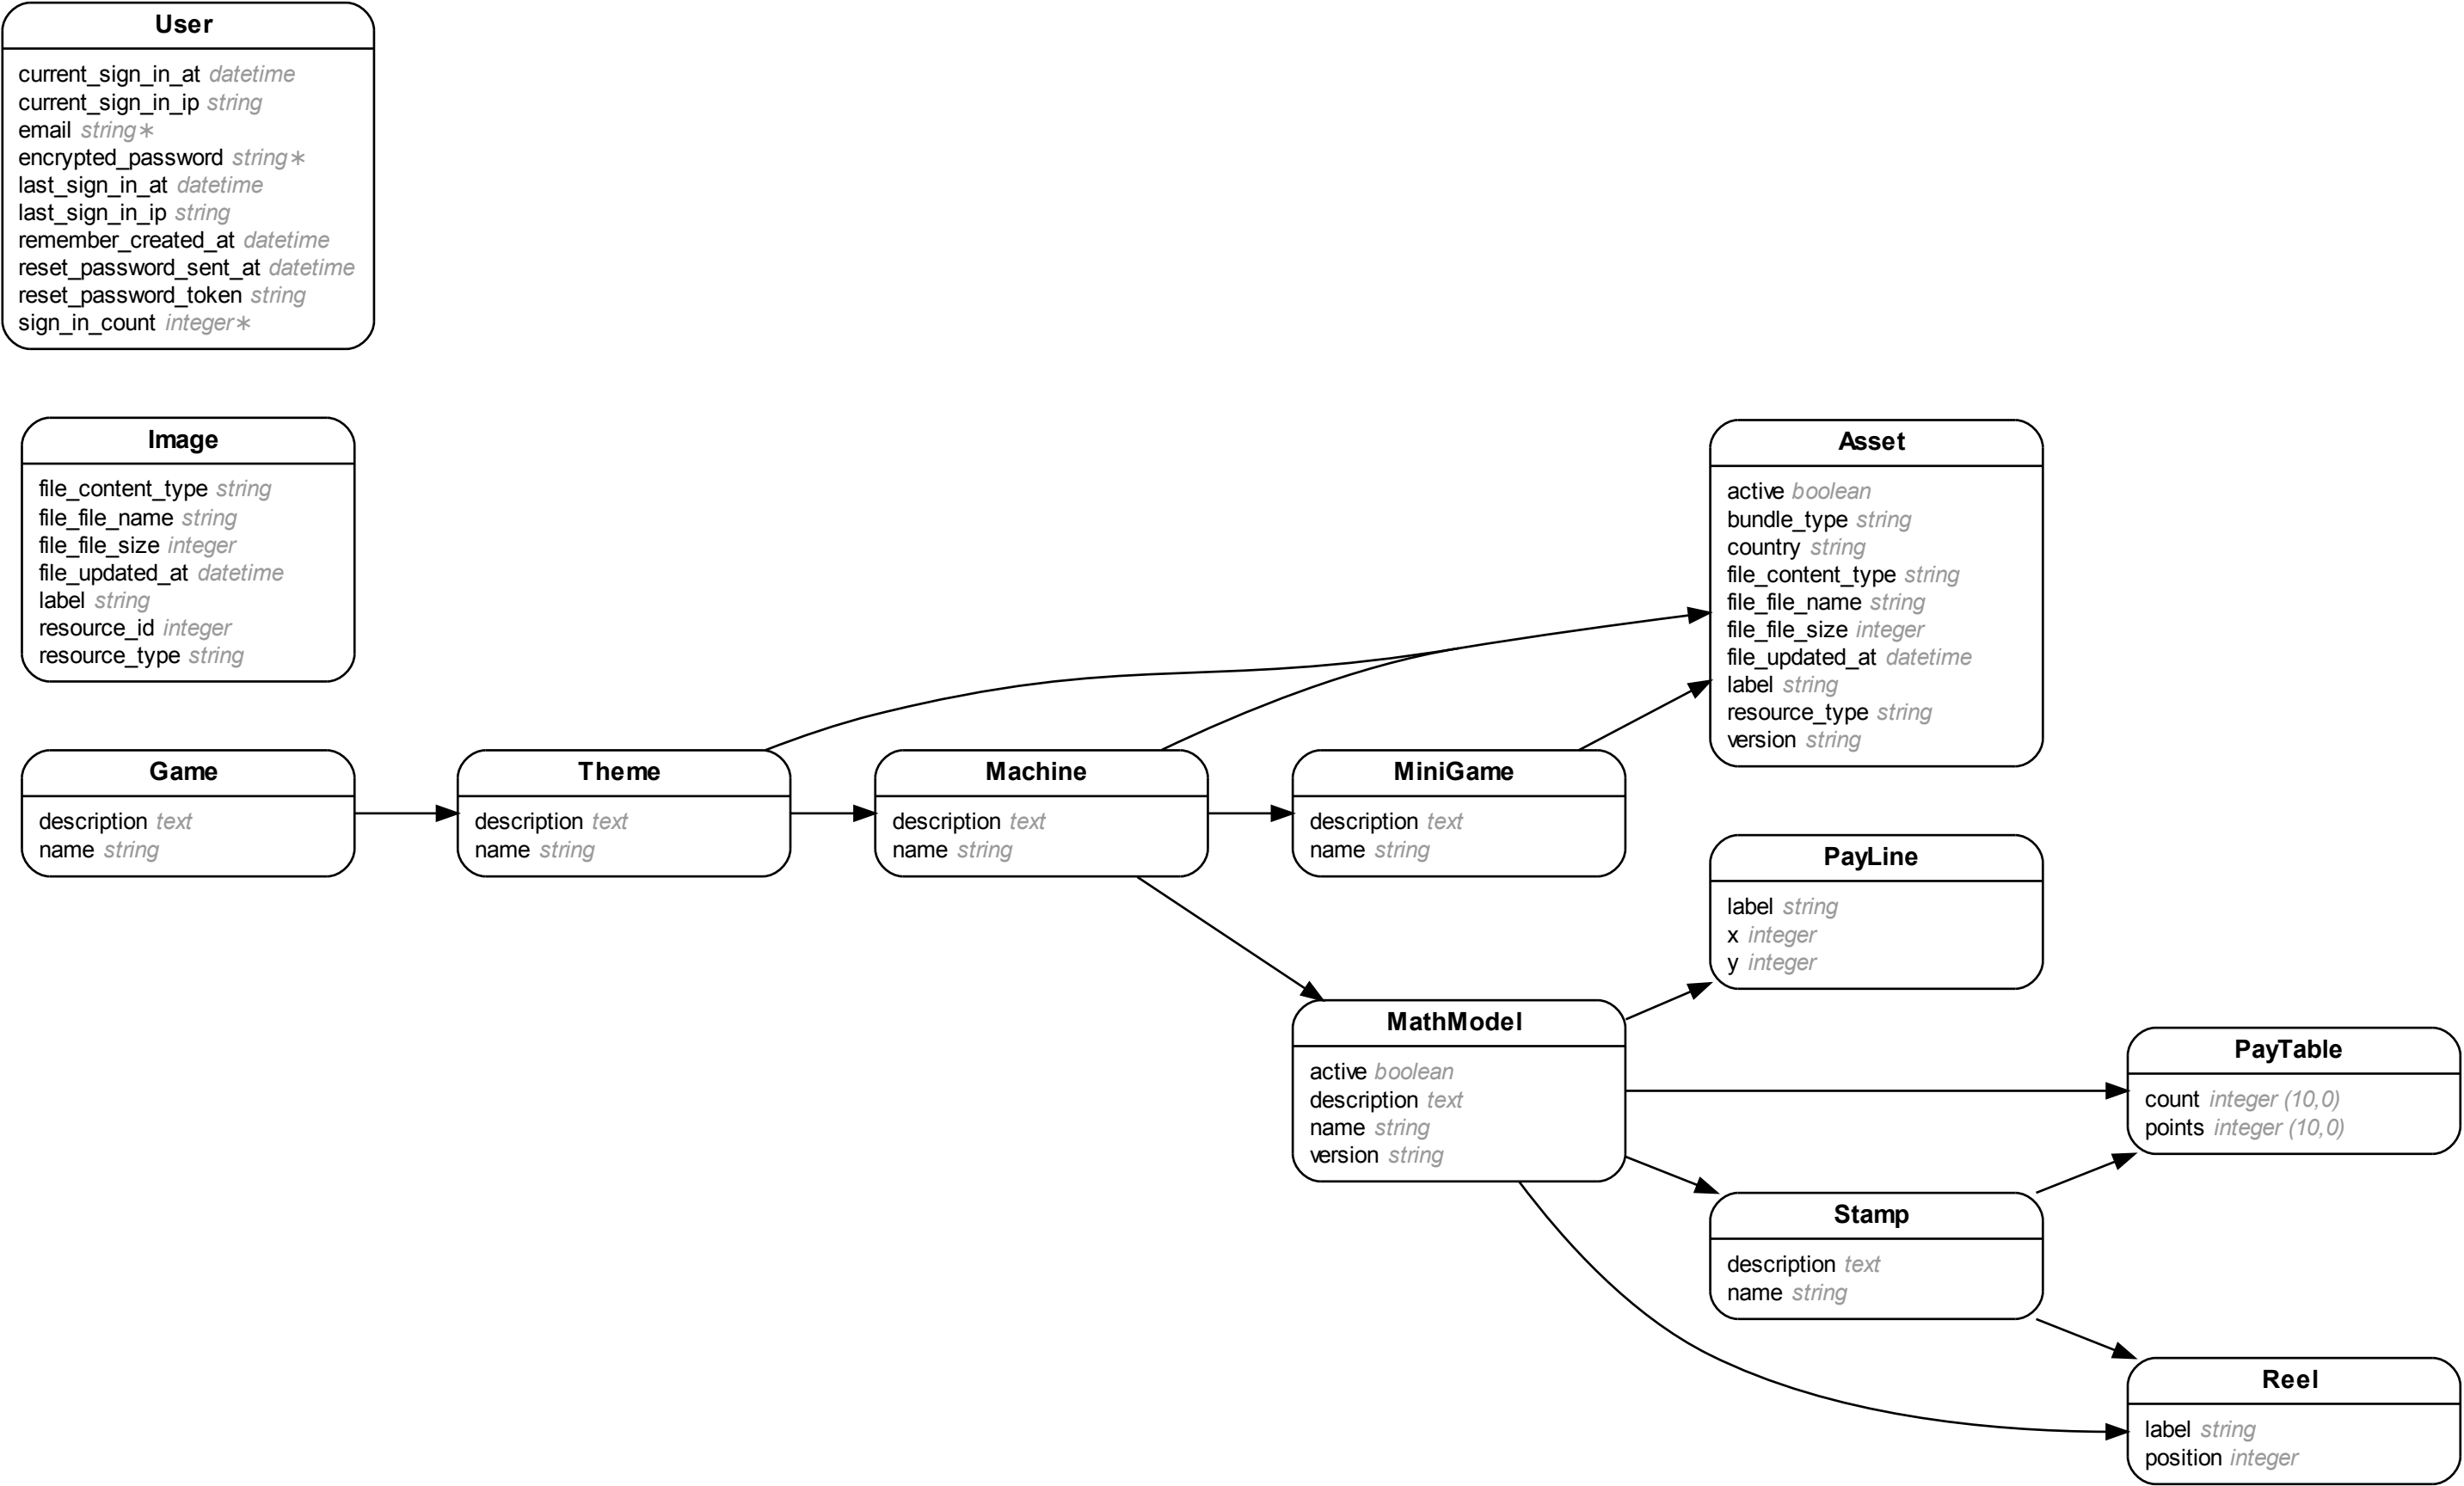 User
current_sign_in_at datetime
current_sign_in_ip string
email string∗
encrypted_password string∗
last_sign_in_at datetime
last_sign_in_ip string
remember_created_at datetime
reset_password_sent_at datetime
reset_password_token string
sign_in_count integer∗
Image
file_content_type string
file_file_name string
file_file_size integer
file_updated_at datetime
label string
resource_id integer
resource_type string
Asset
active boolean
bundle_type string
country string
file_content_type string
file_file_name string
file_file_size integer
file_updated_at datetime
label string
resource_type string
version string
Game
description text
name string
Theme
description text
name string
Machine
description text
name string
MiniGame
description text
name string
PayLine
label string
x integer
y integer
MathModel
active boolean
description text
name string
version string
PayTable
count integer (10,0)
points integer (10,0)
Stamp
description text
name string
Reel
label string
position integer